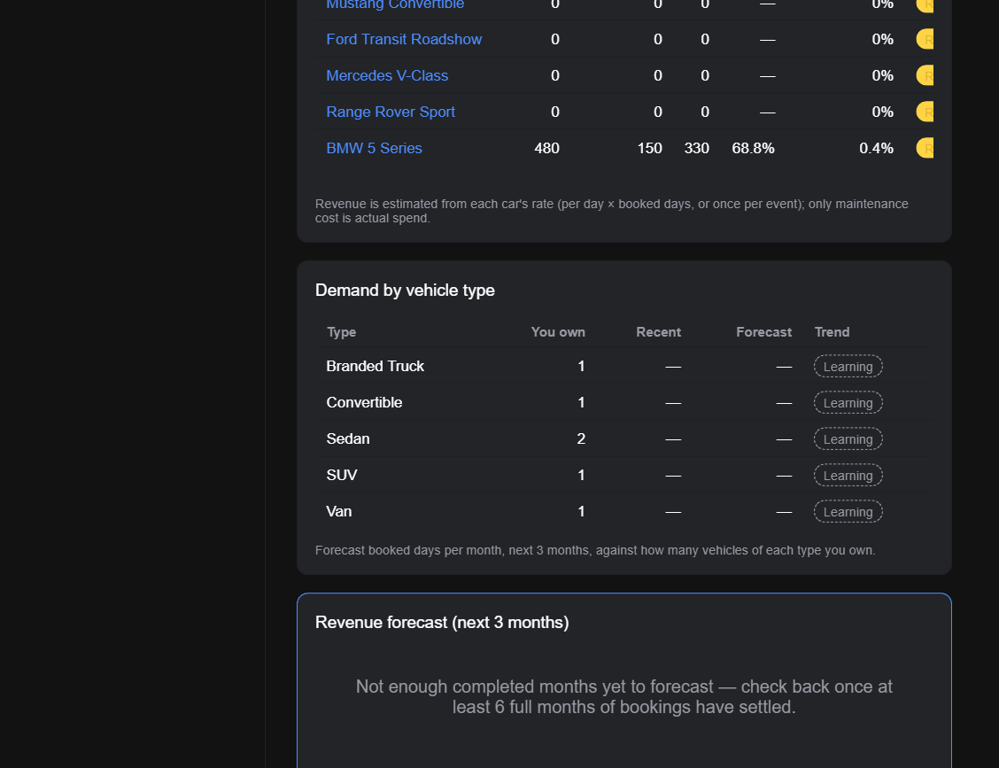 Mustang Convertible 0 0 0 — 0%
Ford Transit Roadshow 0 0 0 — 0%
Mercedes V-Class 0 0 0 — 0%
Range Rover Sport 0 0 0 — 0%
BMW 5 Series 480 150 330 68.8% 0.4%
Revenue is estimated from each car's rate (per day × booked days, or once per event); only maintenance
cost is actual spend.
Demand by vehicle type
Type You own Recent Forecast Trend
Branded Truck 1 — — Learning
Convertible 1 — — Learning
Sedan 2 — — Learning
SUV 1 — — Learning
Van 1 — — Learning
Forecast booked days per month, next 3 months, against how many vehicles of each type you own.
Revenue forecast (next 3 months)
Not enough completed months yet to forecast — check back once at
least 6 full months of bookings have settled.